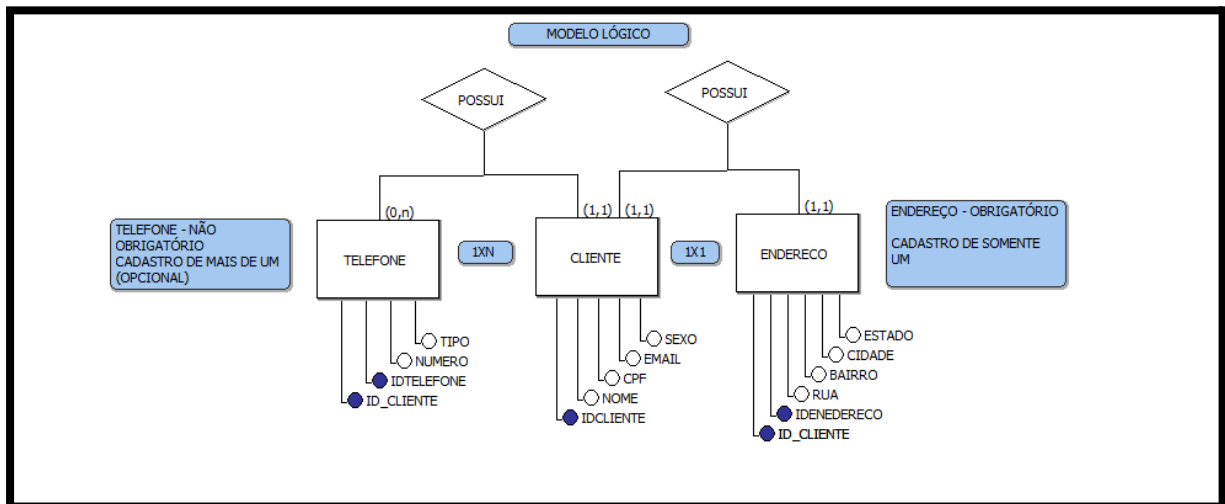 MODELO LÓGICO
POSSUI
POSSUI
(0,n)
(1,1)
(1,1)
(1,1)
TELEFONE - NÃO
OBRIGATÓRIO
CADASTRO DE MAIS DE UM
(OPCIONAL)
TELEFONE
1XN
CLIENTE
1X1
ENDERECO
ENDEREÇO - OBRIGATÓRIO
CADASTRO DE SOMENTE
UM
TIPO
NUMERO
IDTELEFONE
ID_CLIENTE
SEXO
EMAIL
CPF
NOME
IDCLIENTE
ESTADO
CIDADE
BAIRRO
RUA
IDENEDERECO
ID_CLIENTE